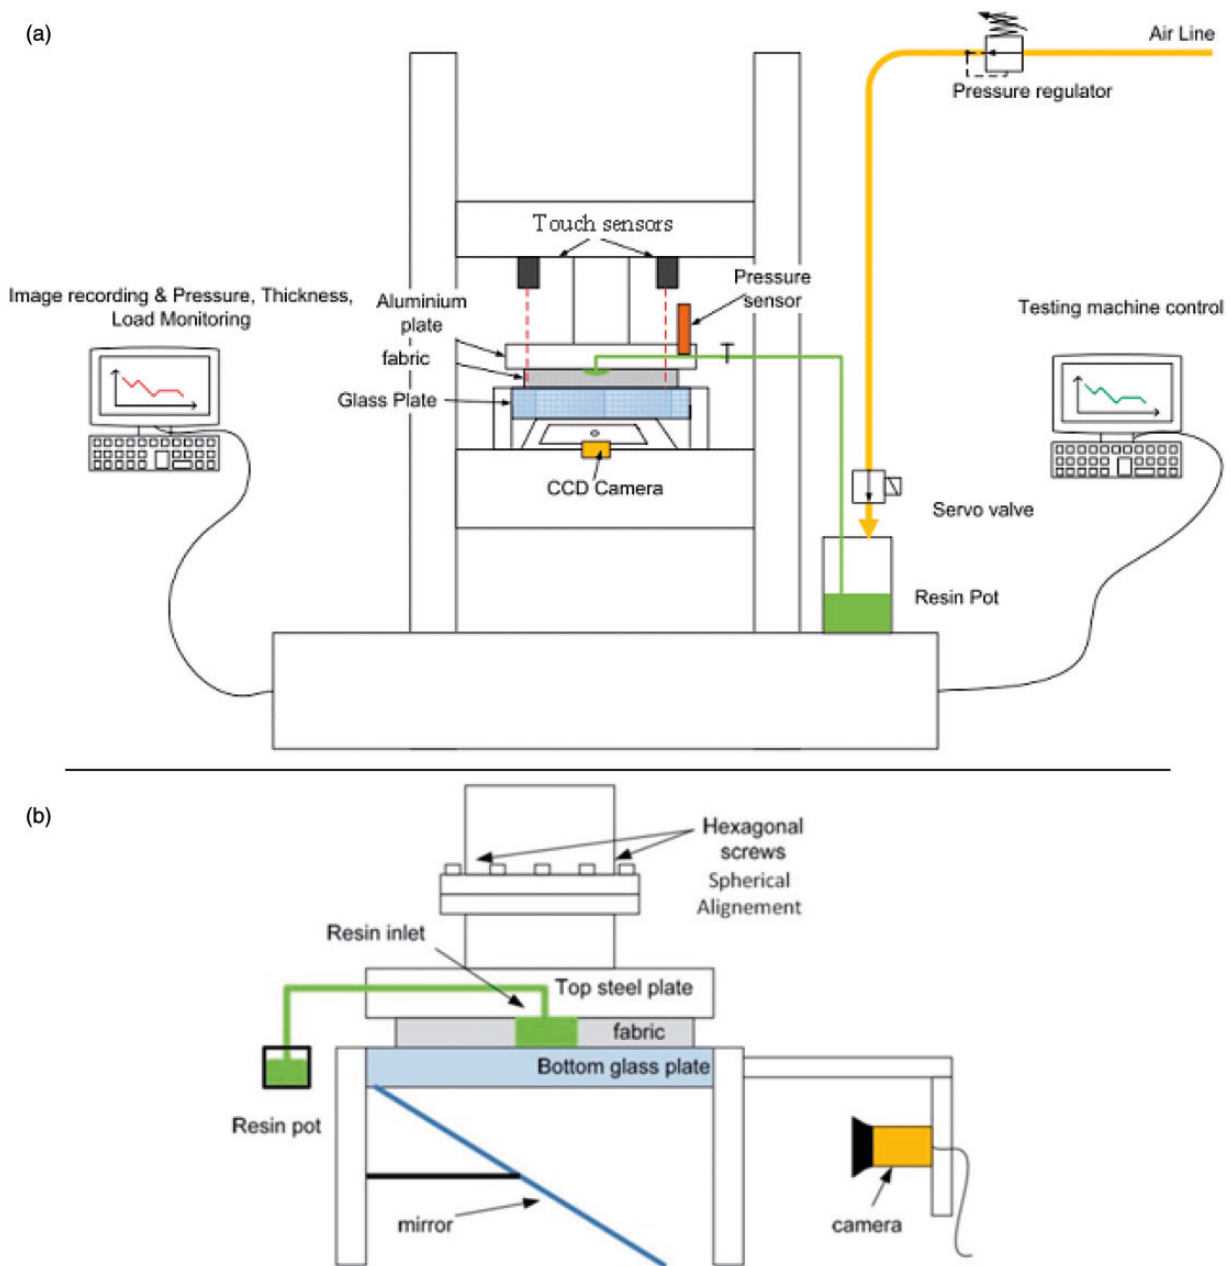 (a)
Air Line
Pressure regulator
Touch sensors
Pressure
sensor
Image recording & Pressure, Thickness,
Load Monitoring
Aluminium
plate
fabric
Glass Plate
Testing machine control
CCD Camera
Servo valve
Resin Pot
(b)
Hexagonal
screws
Spherical
Alignement
Resin inlet
Top steel plate
fabric
Bottom glass plate
Resin pot
mirror
camera